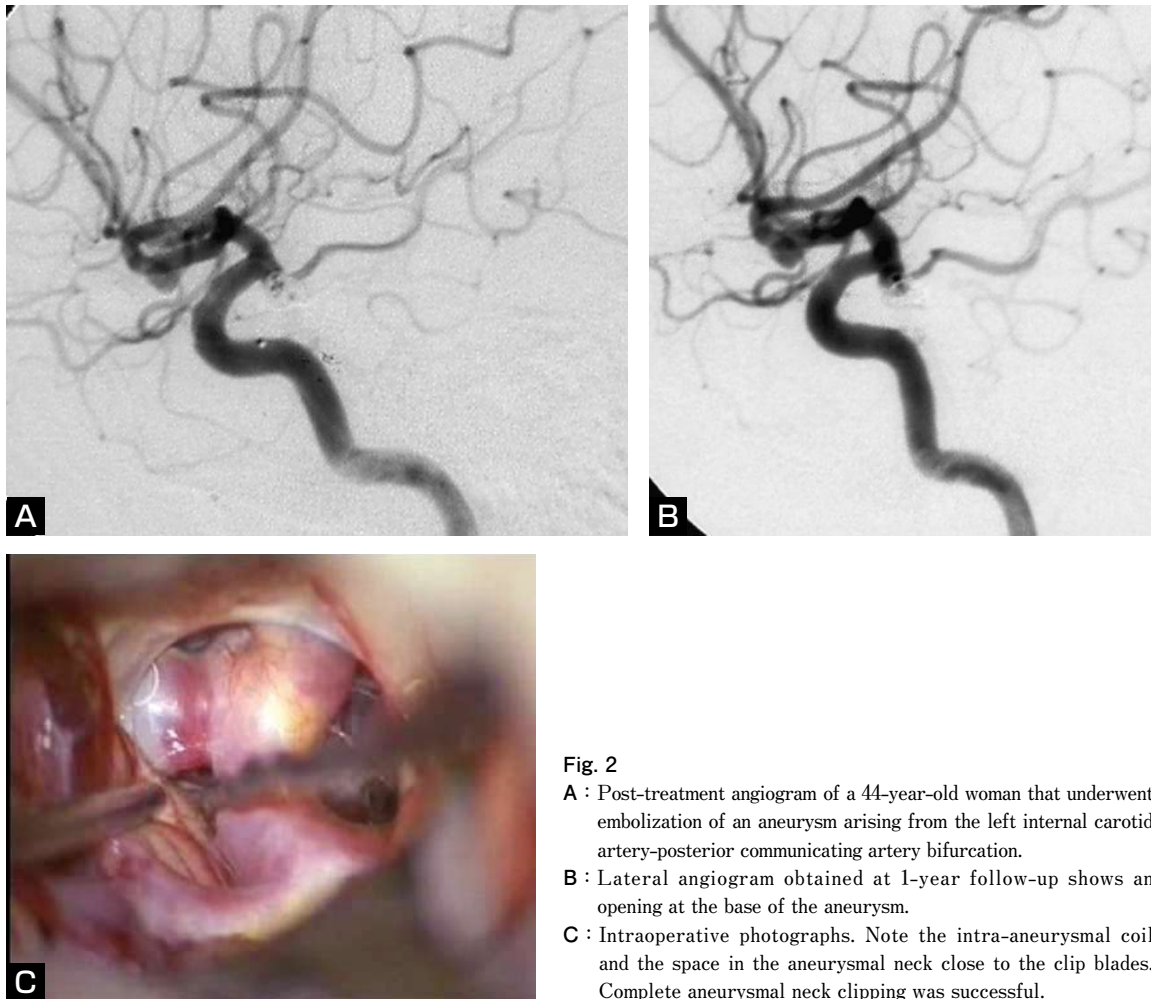 A
B
C
Fig. 2
A : Post-treatment angiogram of a 44-year-old woman that underwent
embolization of an aneurysm arising from the left internal carotid
artery-posterior communicating artery bifurcation.
B : Lateral angiogram obtained at 1-year follow-up shows an
opening at the base of the aneurysm.
C : Intraoperative photographs. Note the intra-aneurysmal coil
and the space in the aneurysmal neck close to the clip blades.
Complete aneurysmal neck clipping was successful.